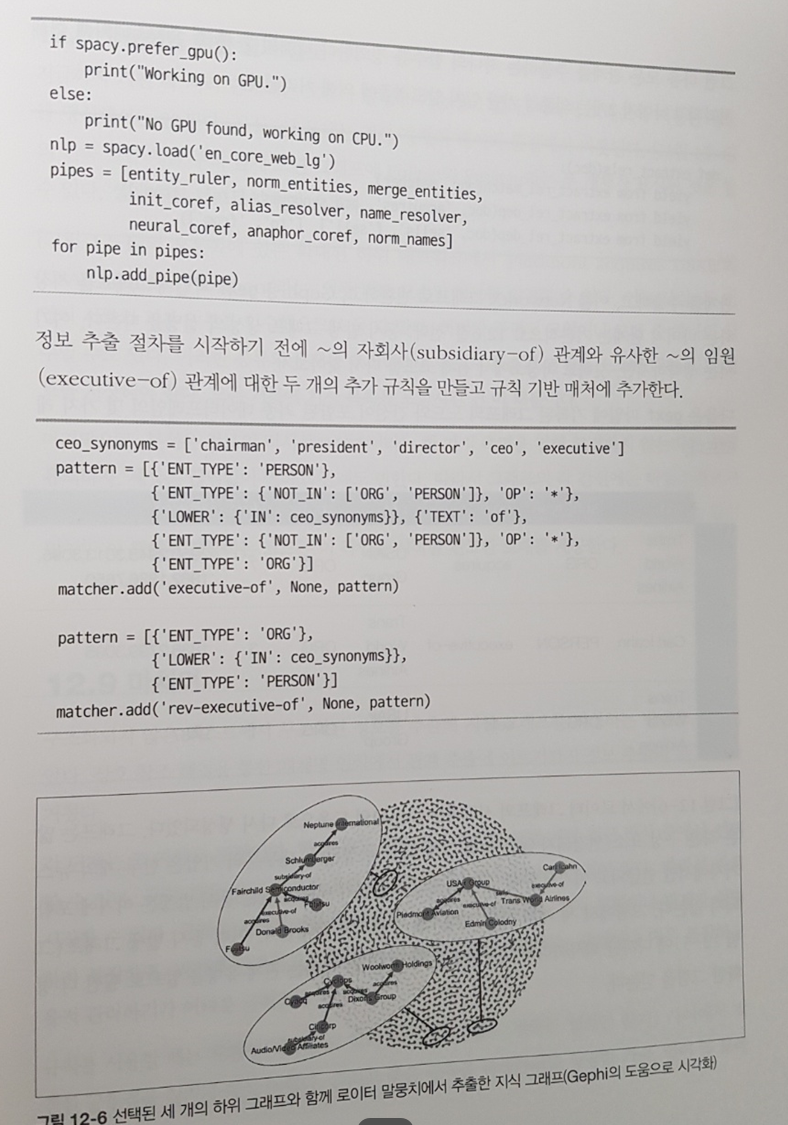 if spacy.prefer_gpu():
    print("Working on GPU.")
else:
    print("No GPU found, working on CPU.")
nlp = spacy.load('en_core_web_lg')
pipes = [entity_ruler, norm_entities, merge_entities,
         init_coref, alias_resolver, name_resolver,
         neural_coref, anaphor_coref, norm_names]
for pipe in pipes:
    nlp.add_pipe(pipe)
정보 추출 절차를 시작하기 전에 ~의 자회사(subsidiary-of) 관계와 유사한 ~의 임원
(executive-of) 관계에 대한 두 개의 추가 규칙을 만들고 규칙 기반 매처에 추가한다.
ceo_synonyms = ['chairman', 'president', 'director', 'ceo', 'executive']
pattern = [{'ENT_TYPE': 'PERSON'},
           {'ENT_TYPE': {'NOT_IN': ['ORG', 'PERSON']}, 'OP': '*'},
           {'LOWER': {'IN': ceo_synonyms}}, {'TEXT': 'of'},
           {'ENT_TYPE': {'NOT_IN': ['ORG', 'PERSON']}, 'OP': '*'},
           {'ENT_TYPE': 'ORG'}]
matcher.add('executive-of', None, pattern)
pattern = [{'ENT_TYPE': 'ORG'},
           {'LOWER': {'IN': ceo_synonyms}},
           {'ENT_TYPE': 'PERSON'}]
matcher.add('rev-executive-of', None, pattern)
Neptune International
acquires
Schlumberger
subsidiary-of
Fairchild Semiconductor
acquires
Fujitsu
executive-of
acquires
Donald Brooks
Fujitsu
Carl Icahn
USAir Group
executive-of
acquires
executive-of
Trans World Airlines
Piedmont Aviation
Edwin Colodny
Woolworth Holdings
Cyclops
acquires
acquires
acquires
Dixons Group
acquires
Citicorp
subsidiary-of
Audio/Video Affiliates
그림 12-6 선택된 세 개의 하위 그래프와 함께 로이터 말뭉치에서 추출한 지식 그래프(Gephi의 도움으로 시각화)